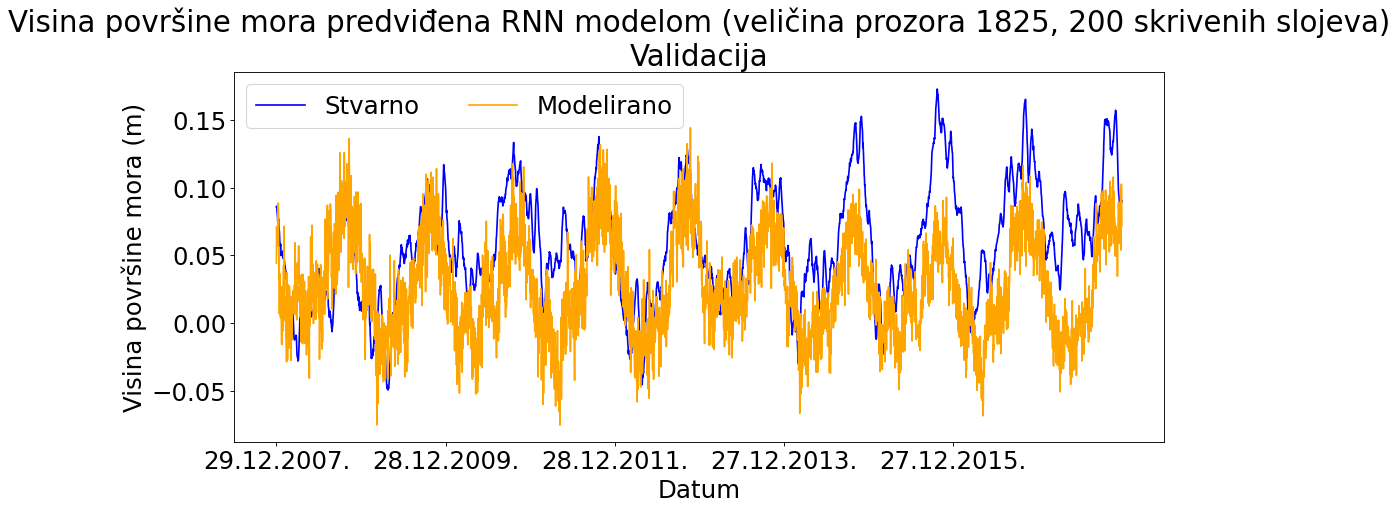 Visina površine mora predviđena RNN modelom (veličina prozora 1825, 200 skrivenih slojeva)
Validacija
Stvarno Modelirano
Visina površine mora (m)
0.15
0.10
0.05
0.00
−0.05
29.12.2007. 28.12.2009. 28.12.2011. 27.12.2013. 27.12.2015.
Datum